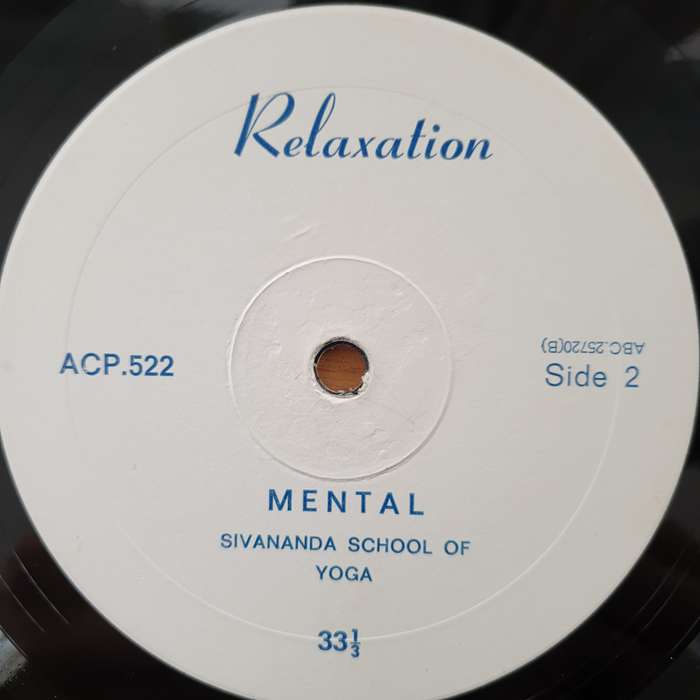 Relaxation
ABC.25720(B)
ACP.522
Side 2
MENTAL
SIVANANDA SCHOOL OF
YOGA
33⅓